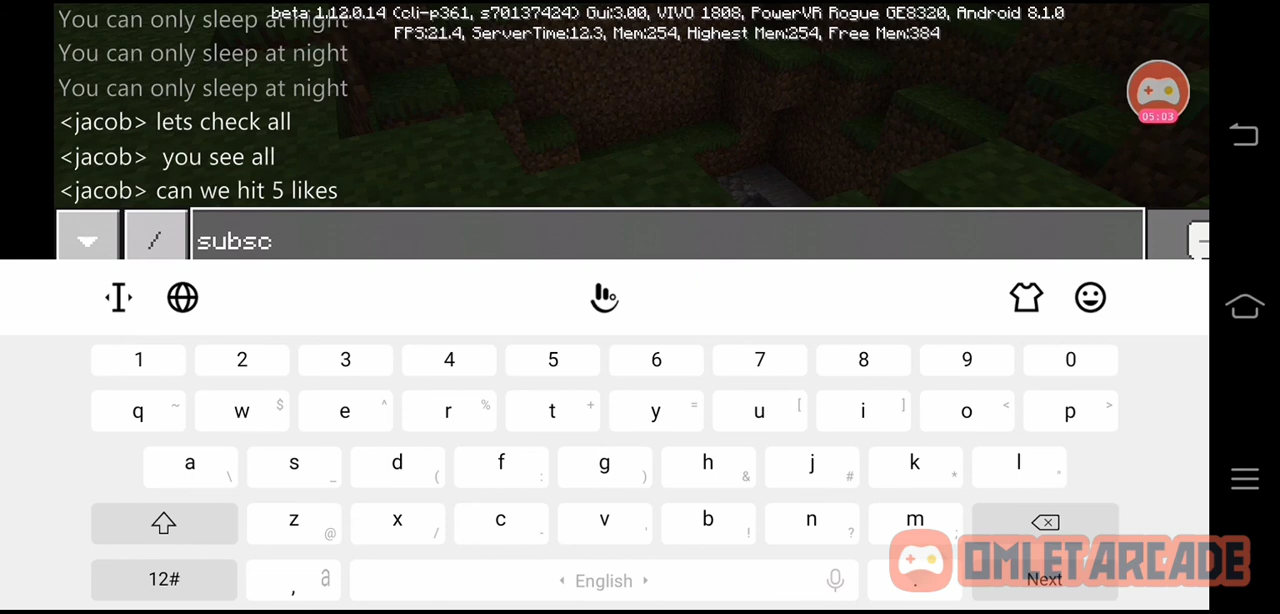 You can only sleep at night
beta 1.12.0.14 (cli-p361, s70137424) Gui:3.00, VIVO 1808, PowerVR Rogue GE8320, Android 8.1.0
FPS:21.4, ServerTime:12.3, Mem:254, Highest Mem:254, Free Mem:384
You can only sleep at night
You can only sleep at night
<jacob> lets check all
<jacob>  you see all
<jacob> can we hit 5 likes
05:03
/ subsc
1 2 3 4 5 6 7 8 9 0
q ~ w $ e ^ r % t + y = u [ i ] o < p >
a \ s _ d ( f : g ) h & j # k * l °
z @ x / c - v ' b ! n ? m ;
12# , a English . Next
OMLET ARCADE